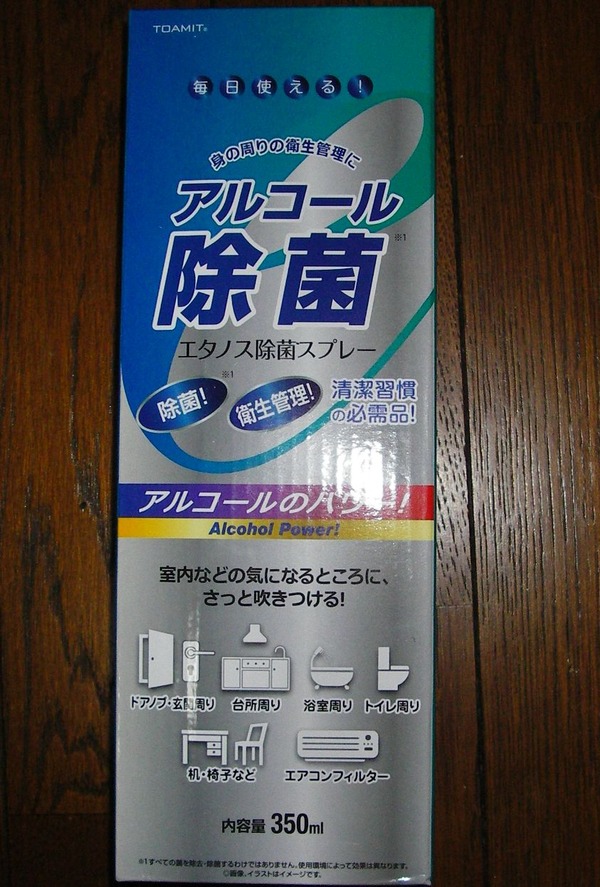 TOAMIT®
毎日使える!
身の周りの衛生管理に
アルコール
除菌※1
エタノス除菌スプレー
除菌!※1
衛生管理!
清潔習慣
の必需品!
アルコールのパワー!
Alcohol Power!
室内などの気になるところに、
さっと吹きつける!
ドアノブ・玄関周り 台所周り 浴室周り トイレ周り
机・椅子など エアコンフィルター
内容量 350ml
※1すべての菌を除去・除菌するわけではありません。使用環境によって効果は異なります。
◎画像、イラストはイメージです。